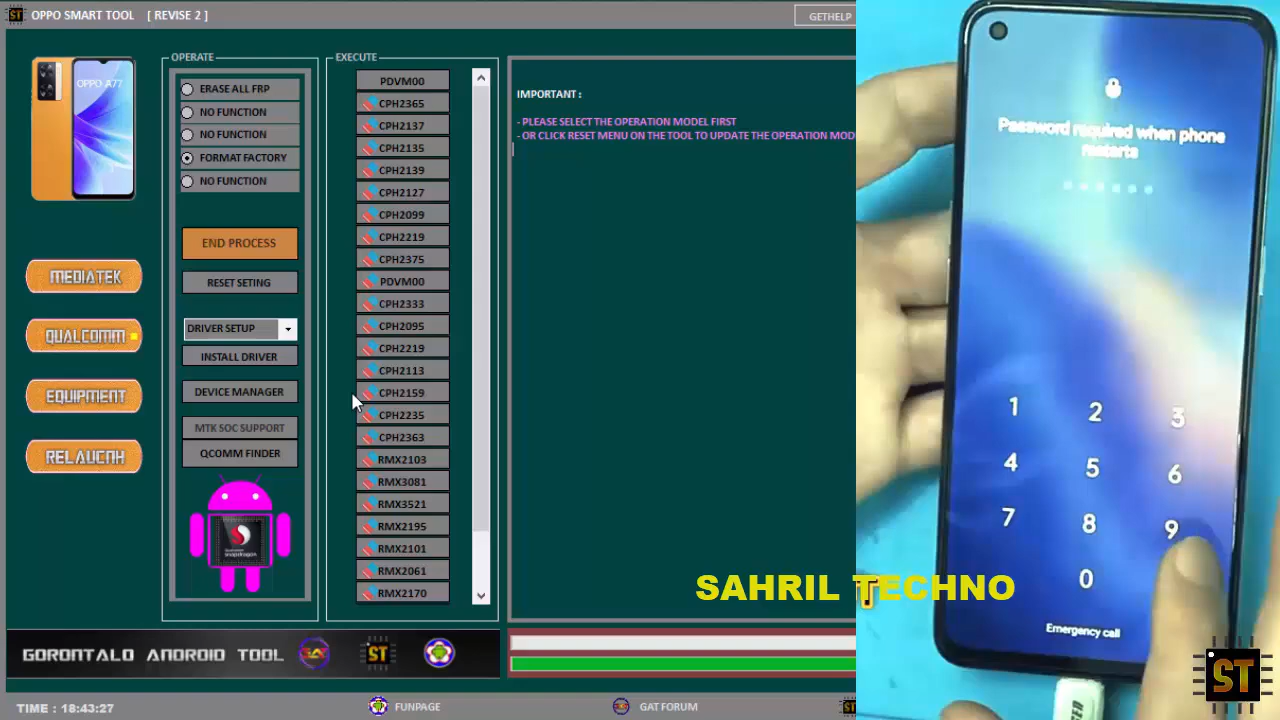 OPPO SMART TOOL [ REVISE 2 ]
GETHELP
OPPO A77
OPERATE
ERASE ALL FRP
NO FUNCTION
NO FUNCTION
FORMAT FACTORY
NO FUNCTION
END PROCESS
RESET SETING
DRIVER SETUP
INSTALL DRIVER
DEVICE MANAGER
MTK SOC SUPPORT
QCOMM FINDER
snapdragon
MEDIATEK
QUALCOMM
EQUIPMENT
RELAUCNH
EXECUTE
PDVM00
CPH2365
CPH2137
CPH2135
CPH2139
CPH2127
CPH2099
CPH2219
CPH2375
PDVM00
CPH2333
CPH2095
CPH2219
CPH2113
CPH2159
CPH2235
CPH2363
RMX2103
RMX3081
RMX3521
RMX2195
RMX2101
RMX2061
RMX2170
IMPORTANT :
- PLEASE SELECT THE OPERATION MODEL FIRST
- OR CLICK RESET MENU ON THE TOOL TO UPDATE THE OPERATION MOD
Password required when phone
restarts
1 2 3
4 5 6
7 8 9
0
Emergency call
SAHRIL TECHNO
T
GORONTALO ANDROID TOOL
GAT
ST
ST
TIME : 18:43:27
FUNPAGE
GAT FORUM
ST
ST